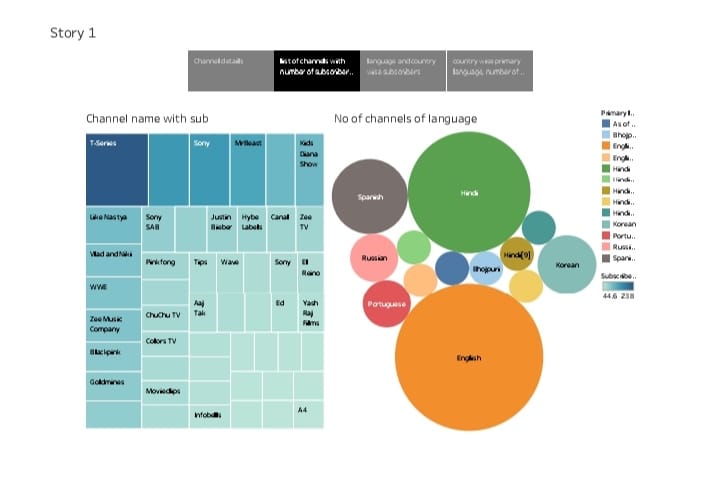 Story 1
Channel details
list of channels with
number of subscriber..
language and country
wise subscribers
country wise primary
language, number of ..
Channel name with sub
No of channels of language
T-Series
Sony
MrBeast
Kids
Diana
Show
Like Nastya
Sony
SAB
Justin
Bieber
Hybe
Labels
Canal
Zee
TV
Vlad and Niki
Pinkfong
Tips
Wave
Sony
El
Reino
WWE
Zee Music
Company
ChuChu TV
Aaj
Tak
Ed
Yash
Raj
Films
Blackpink
Colors TV
Goldmines
Moviedips
Infobells
A4
Spanish
Hindi
Russian
Bhojpuri
Hindi[9]
Korean
Portuguese
English
Primary l..
As of ..
Bhojp..
Engli..
Engli..
Hindi
Hindi..
Hindi..
Hindi..
Hindi..
Korean
Portu..
Russi..
Spani..
Subscribe..
44.6 238